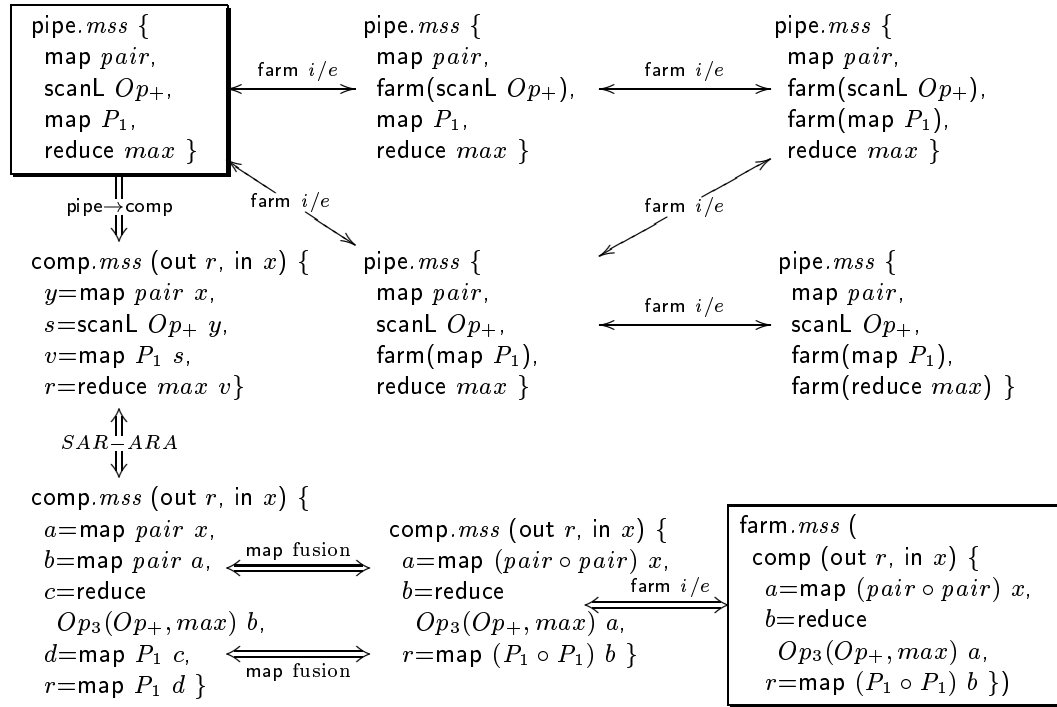 pipe.mss {
map pair,
scanL Op+,
map P1,
reduce max }
farm i/e
pipe.mss {
map pair,
farm(scanL Op+),
map P1,
reduce max }
farm i/e
pipe.mss {
map pair,
farm(scanL Op+),
farm(map P1),
reduce max }
pipe→comp
farm i/e
farm i/e
comp.mss (out r, in x) {
y=map pair x,
s=scanL Op+ y,
v=map P1 s,
r=reduce max v}
pipe.mss {
map pair,
scanL Op+,
farm(map P1),
reduce max }
farm i/e
pipe.mss {
map pair,
scanL Op+,
farm(map P1),
farm(reduce max) }
SAR–ARA
comp.mss (out r, in x) {
a=map pair x,
b=map pair a,
c=reduce
Op3(Op+, max) b,
d=map P1 c,
r=map P1 d }
map fusion
map fusion
comp.mss (out r, in x) {
a=map (pair ∘ pair) x,
b=reduce
Op3(Op+, max) a,
r=map (P1 ∘ P1) b }
farm i/e
farm.mss (
comp (out r, in x) {
a=map (pair ∘ pair) x,
b=reduce
Op3(Op+, max) a,
r=map (P1 ∘ P1) b })